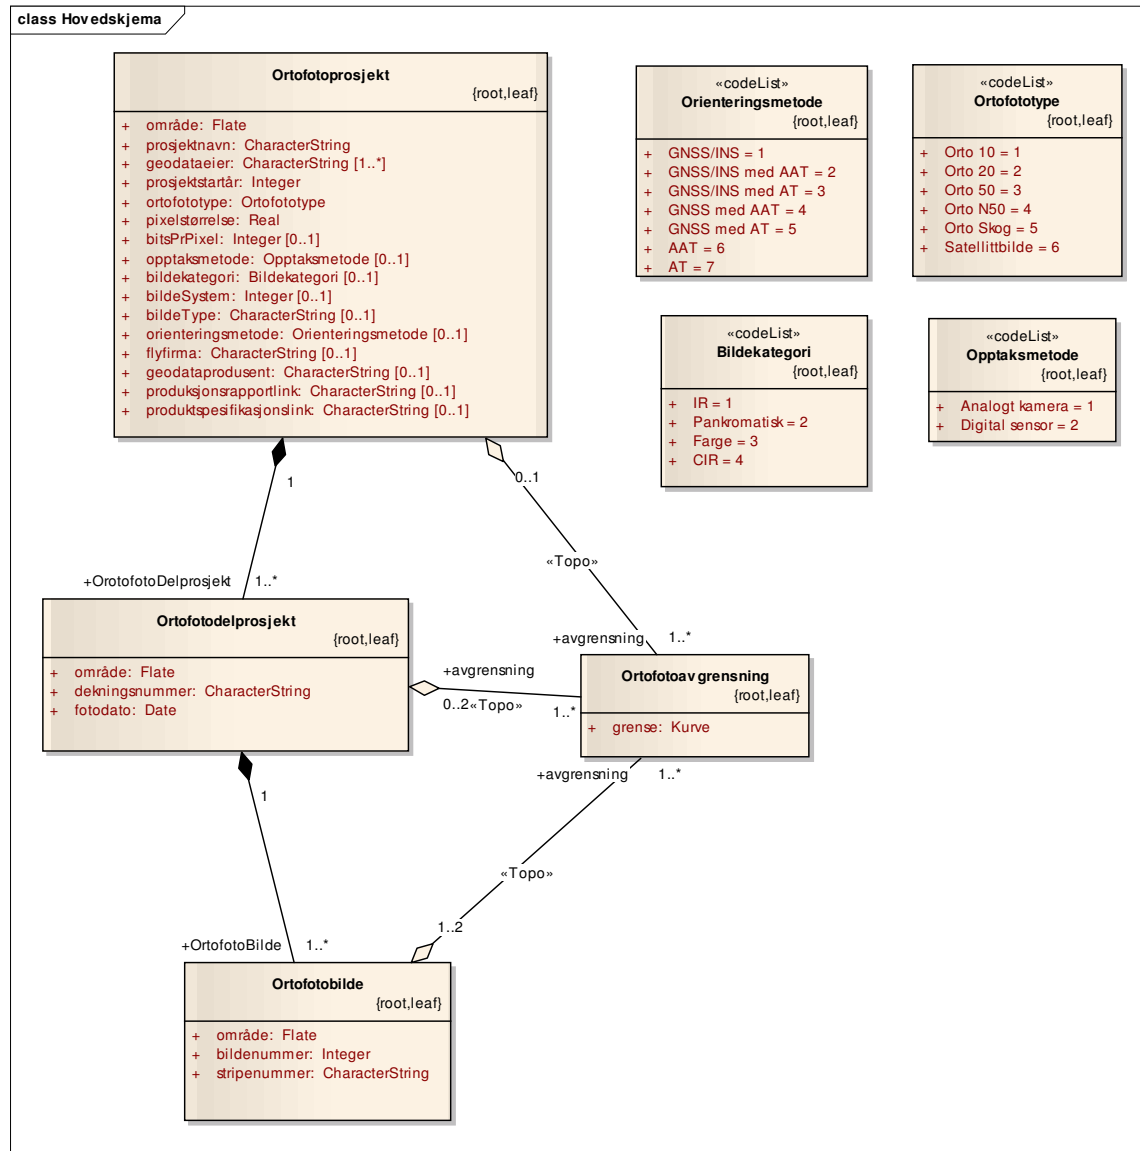 class Hovedskjema
Ortofotoprosjekt
{root,leaf}
+ område: Flate
+ prosjektnavn: CharacterString
+ geodataeier: CharacterString [1..*]
+ prosjektstartår: Integer
+ ortofototype: Ortofototype
+ pixelstørrelse: Real
+ bitsPrPixel: Integer [0..1]
+ opptaksmetode: Opptaksmetode [0..1]
+ bildekategori: Bildekategori [0..1]
+ bildeSystem: Integer [0..1]
+ bildeType: CharacterString [0..1]
+ orienteringsmetode: Orienteringsmetode [0..1]
+ flyfirma: CharacterString [0..1]
+ geodataprodusent: CharacterString [0..1]
+ produksjonsrapportlink: CharacterString [0..1]
+ produktspesifikasjonslink: CharacterString [0..1]
«codeList»
Orienteringsmetode
{root,leaf}
+ GNSS/INS = 1
+ GNSS/INS med AAT = 2
+ GNSS/INS med AT = 3
+ GNSS med AAT = 4
+ GNSS med AT = 5
+ AAT = 6
+ AT = 7
«codeList»
Ortofototype
{root,leaf}
+ Orto 10 = 1
+ Orto 20 = 2
+ Orto 50 = 3
+ Orto N50 = 4
+ Orto Skog = 5
+ Satellittbilde = 6
«codeList»
Bildekategori
{root,leaf}
+ IR = 1
+ Pankromatisk = 2
+ Farge = 3
+ CIR = 4
«codeList»
Opptaksmetode
{root,leaf}
+ Analogt kamera = 1
+ Digital sensor = 2
1
0..1
«Topo»
+OrotofotoDelprosjekt 1..*
+avgrensning 1..*
Ortofotodelprosjekt
{root,leaf}
+ område: Flate
+ dekningsnummer: CharacterString
+ fotodato: Date
+avgrensning
0..2 «Topo» 1..*
Ortofotoavgrensning
{root,leaf}
+ grense: Kurve
+avgrensning 1..*
1
«Topo»
1..2
+OrtofotoBilde 1..*
Ortofotobilde
{root,leaf}
+ område: Flate
+ bildenummer: Integer
+ stripenummer: CharacterString